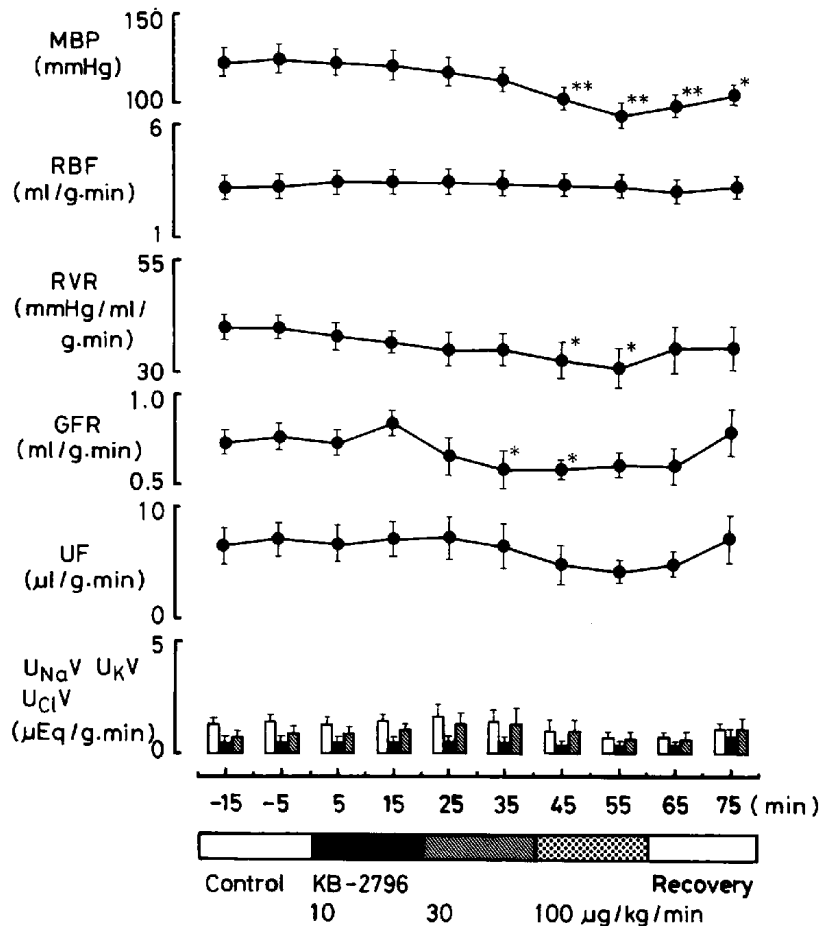 150
MBP
(mmHg)
**
**
**
*
100
6
RBF
(ml/g·min)
1
55
RVR
(mmHg/ml/
g·min)
*
*
30
1.0
GFR
(ml/g·min)
*
*
0.5
10
UF
(µl/g·min)
0
5
UNaV UKV
UClV
(µEq/g·min)
0
-15 -5 5 15 25 35 45 55 65 75 (min)
Control KB-2796 Recovery
10 30 100 µg/kg/min